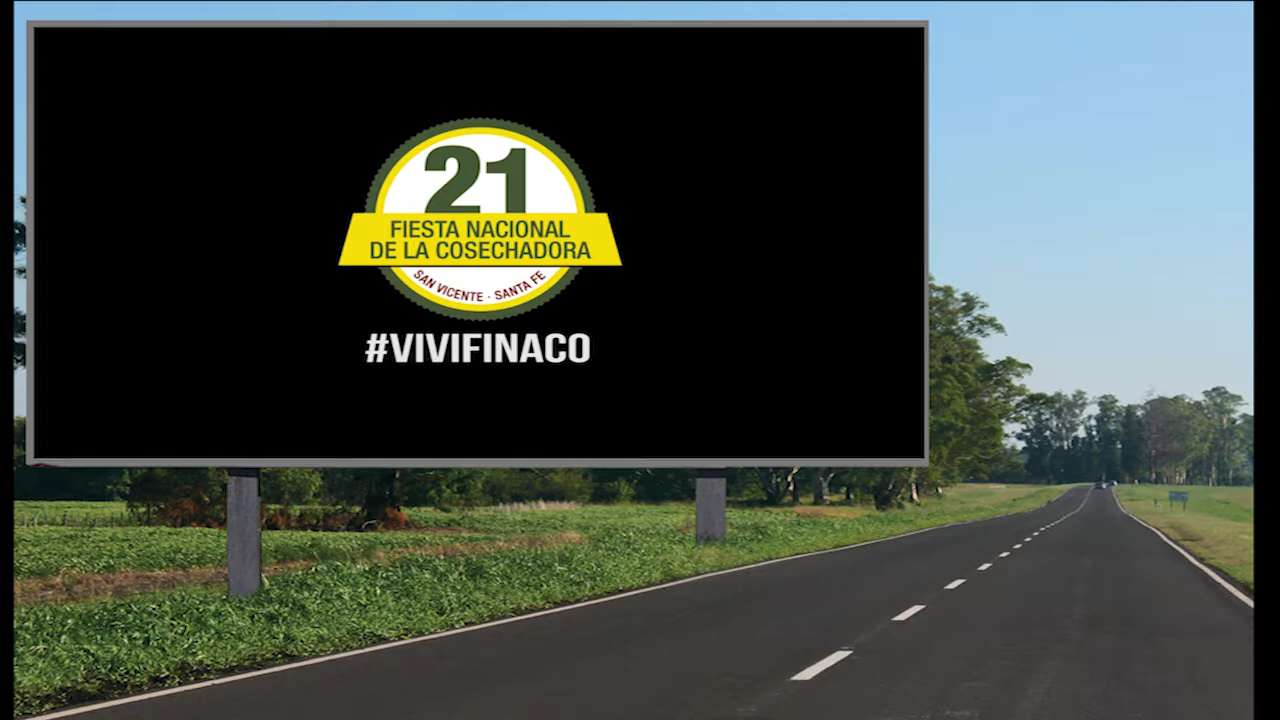 21
FIESTA NACIONAL
DE LA COSECHADORA
SAN VICENTE · SANTA FE
#VIVIFINACO